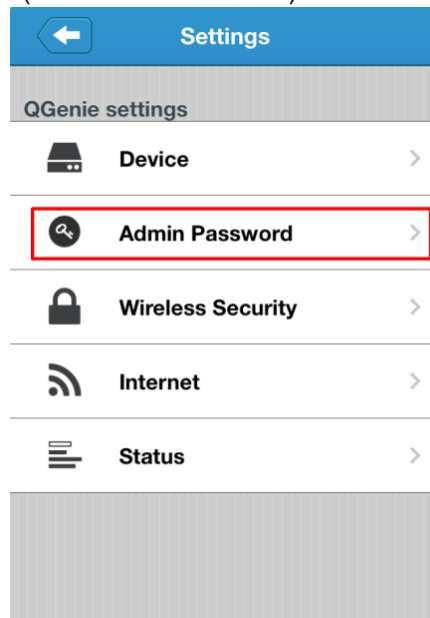 Settings
QGenie settings
Device
Admin Password
Wireless Security
Internet
Status